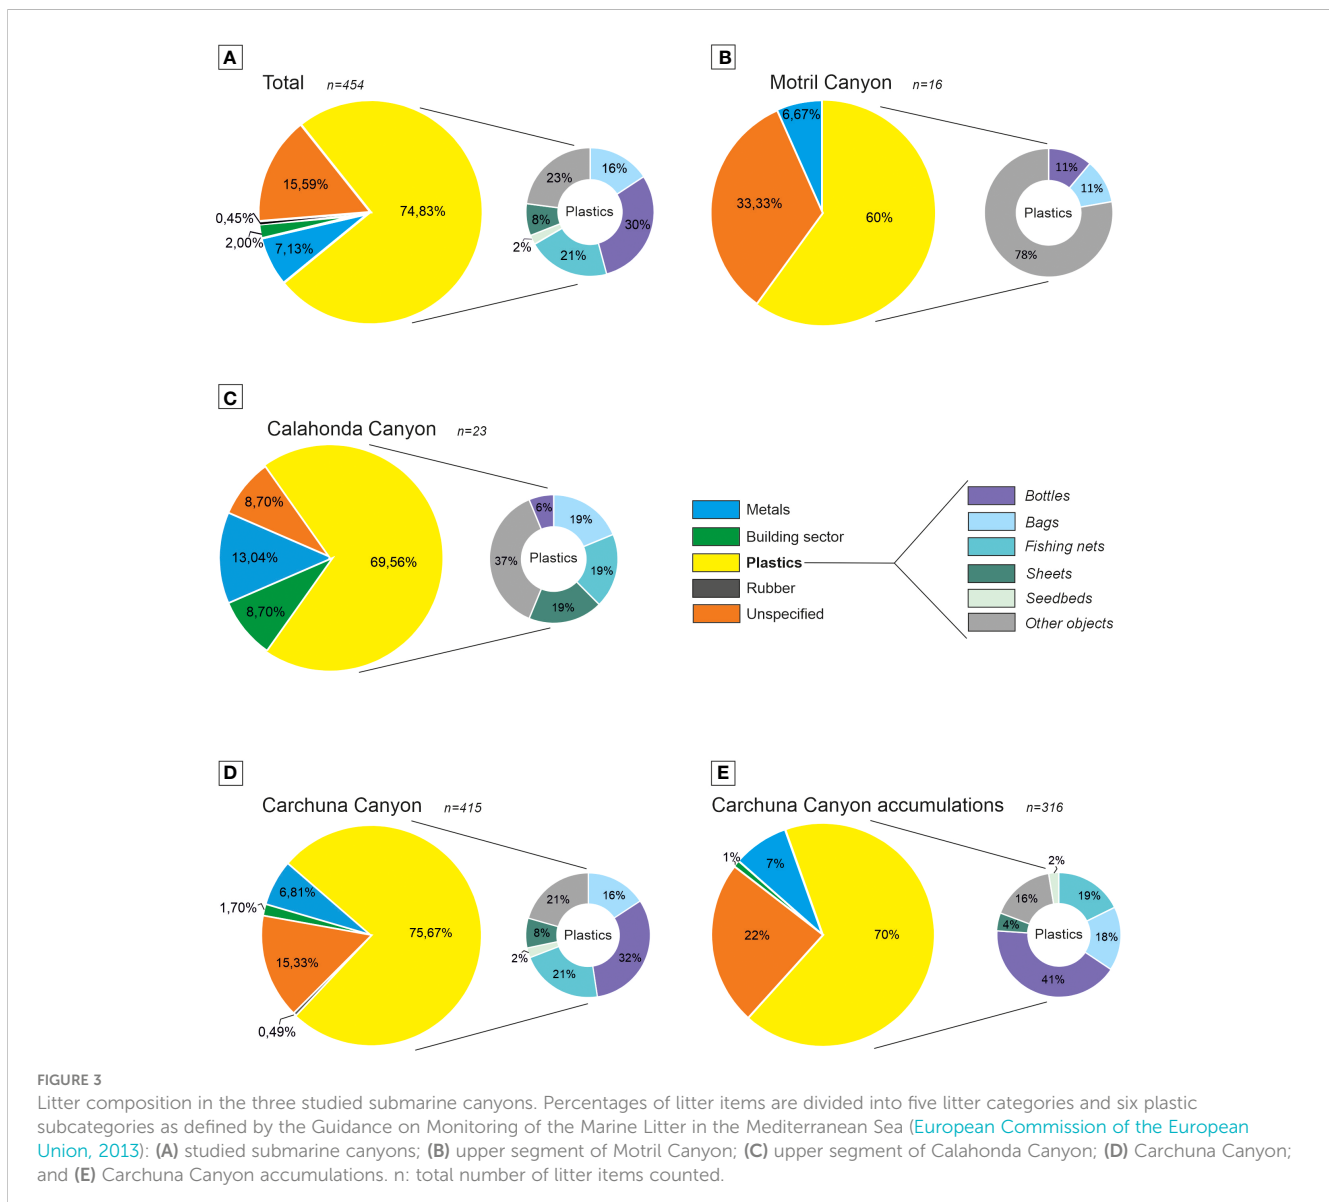 A
Total n=454
74,83%
15,59%
0,45%
2,00%
7,13%
Plastics
16%
30%
21%
2%
8%
23%
B
Motril Canyon n=16
6,67%
33,33%
60%
Plastics
11%
11%
78%
C
Calahonda Canyon n=23
8,70%
13,04%
8,70%
69,56%
Plastics
6%
19%
19%
19%
37%
Metals
Building sector
Plastics
Rubber
Unspecified
Bottles
Bags
Fishing nets
Sheets
Seedbeds
Other objects
D
Carchuna Canyon n=415
6,81%
1,70%
15,33%
0,49%
75,67%
Plastics
16%
32%
21%
2%
8%
21%
E
Carchuna Canyon accumulations n=316
1%
7%
22%
70%
Plastics
2%
19%
18%
41%
4%
16%
FIGURE 3
Litter composition in the three studied submarine canyons. Percentages of litter items are divided into five litter categories and six plastic
subcategories as defined by the Guidance on Monitoring of the Marine Litter in the Mediterranean Sea (European Commission of the European
Union, 2013): (A) studied submarine canyons; (B) upper segment of Motril Canyon; (C) upper segment of Calahonda Canyon; (D) Carchuna Canyon;
and (E) Carchuna Canyon accumulations. n: total number of litter items counted.